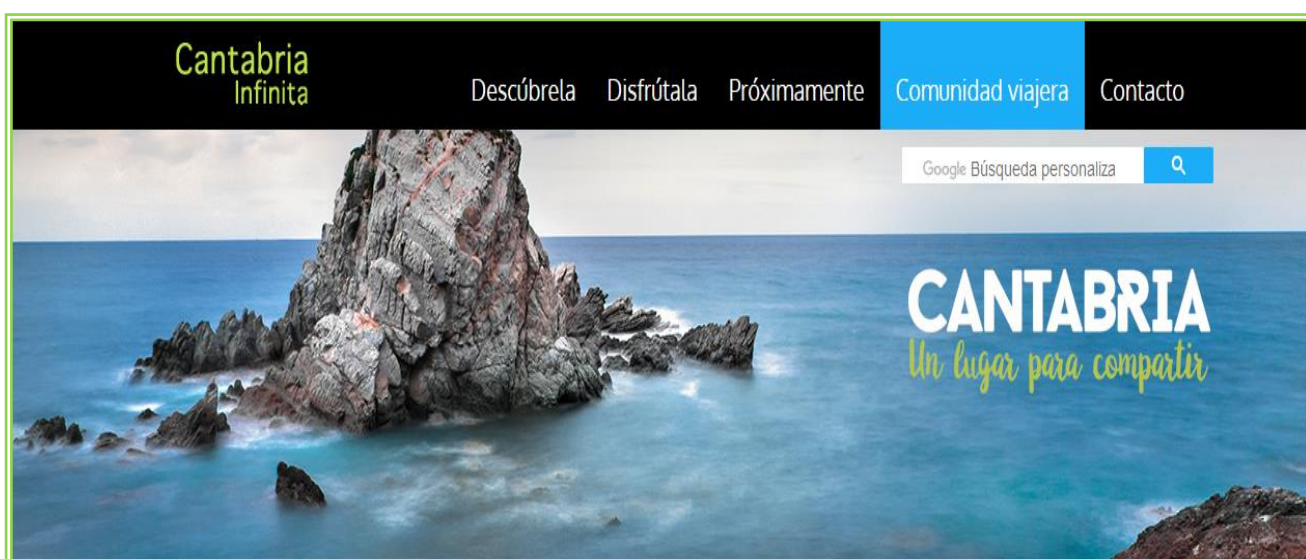 Cantabria
Infinita
Descúbrela Disfrútala Próximamente Comunidad viajera Contacto
Google Búsqueda personaliza
CANTABRIA
Un lugar para compartir